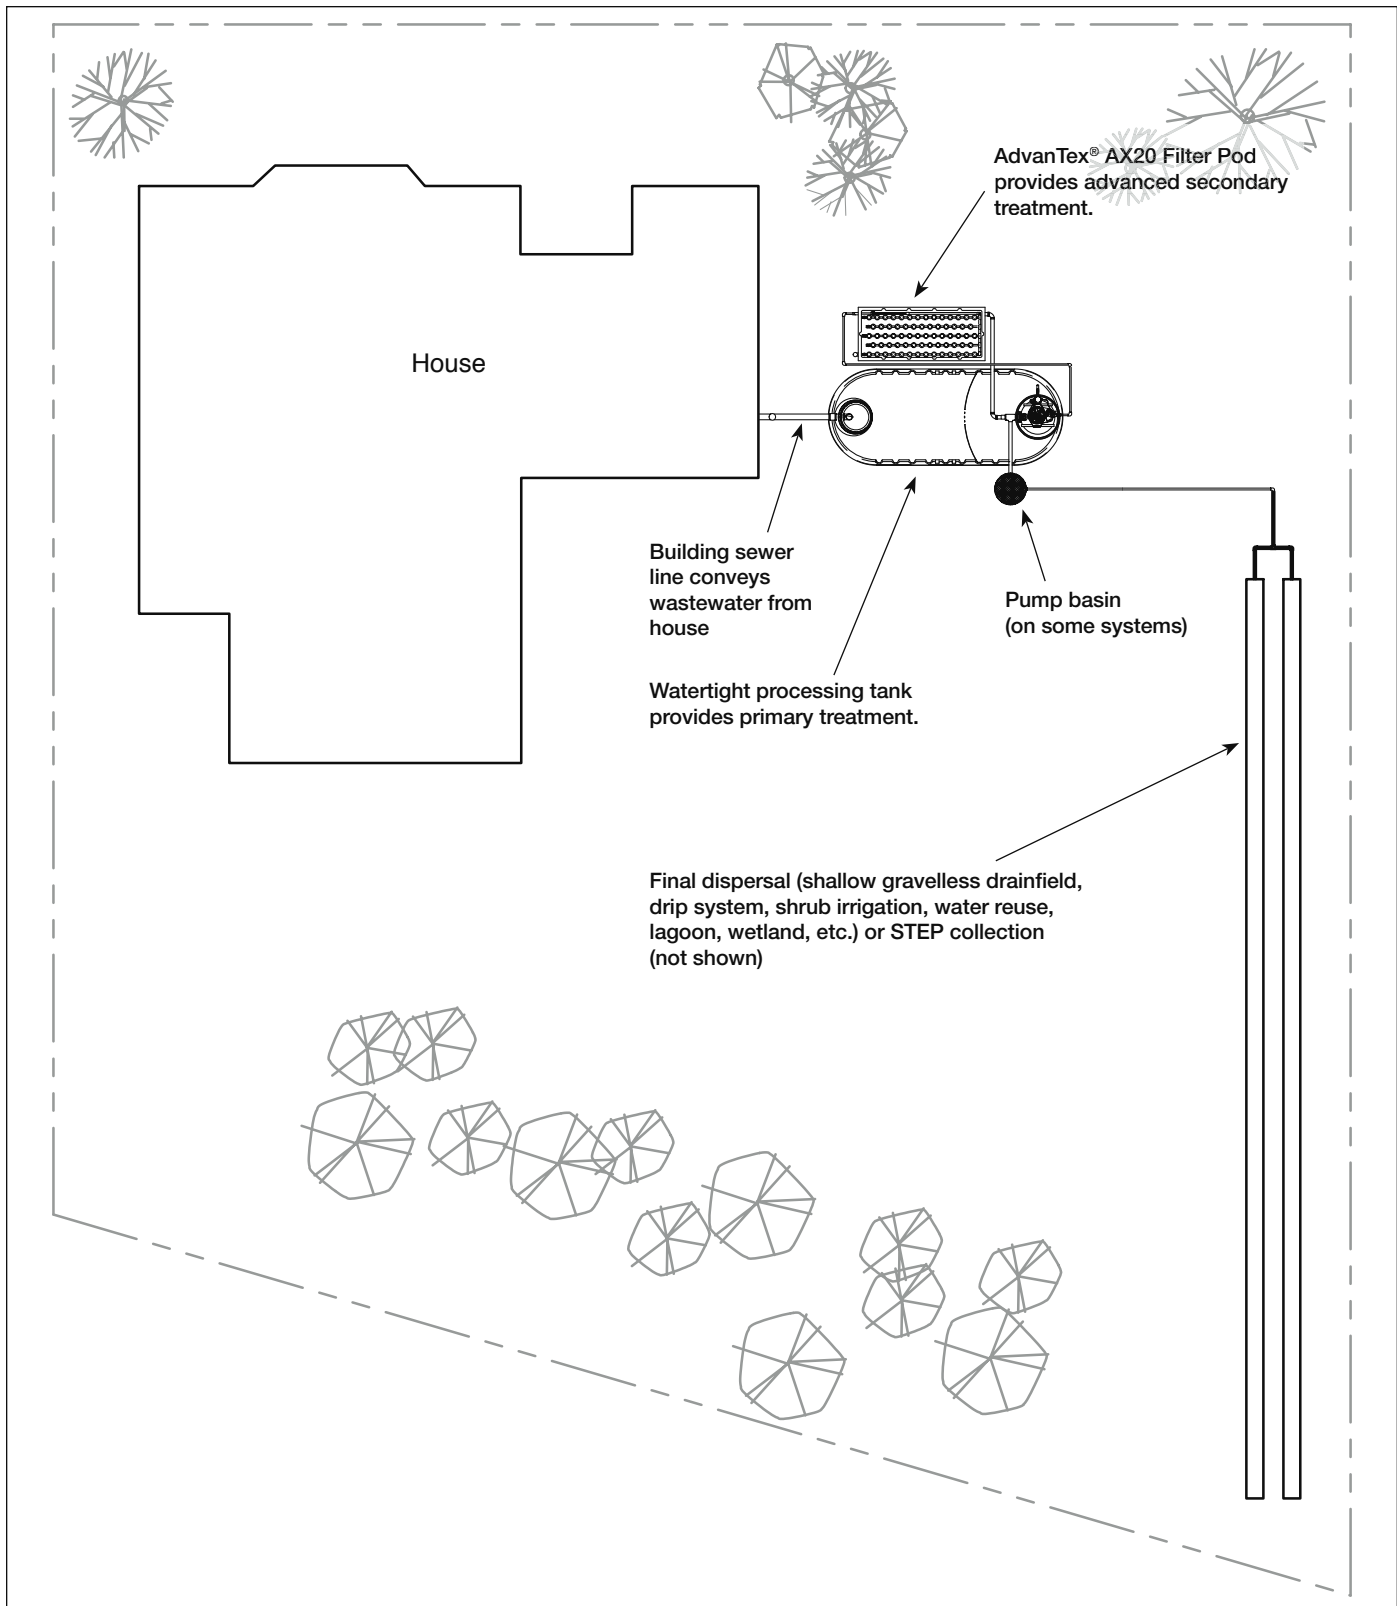 AdvanTex® AX20 Filter Pod
provides advanced secondary
treatment.
House
Building sewer
line conveys
wastewater from
house
Pump basin
(on some systems)
Watertight processing tank
provides primary treatment.
Final dispersal (shallow gravelless drainfield,
drip system, shrub irrigation, water reuse,
lagoon, wetland, etc.) or STEP collection
(not shown)